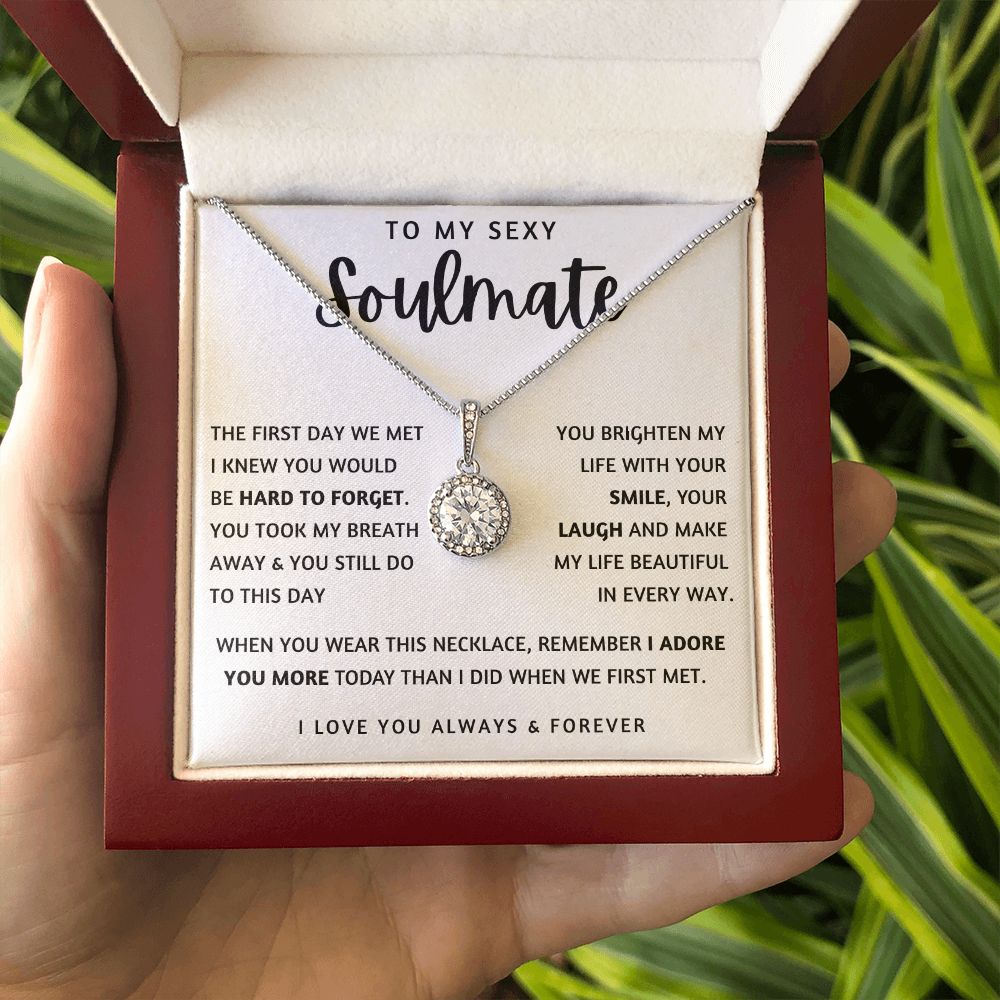 TO MY SEXY
Soulmate
THE FIRST DAY WE MET
I KNEW YOU WOULD
BE HARD TO FORGET.
YOU TOOK MY BREATH
AWAY & YOU STILL DO
TO THIS DAY
YOU BRIGHTEN MY
LIFE WITH YOUR
SMILE, YOUR
LAUGH AND MAKE
MY LIFE BEAUTIFUL
IN EVERY WAY.
WHEN YOU WEAR THIS NECKLACE, REMEMBER I ADORE
YOU MORE TODAY THAN I DID WHEN WE FIRST MET.
I LOVE YOU ALWAYS & FOREVER